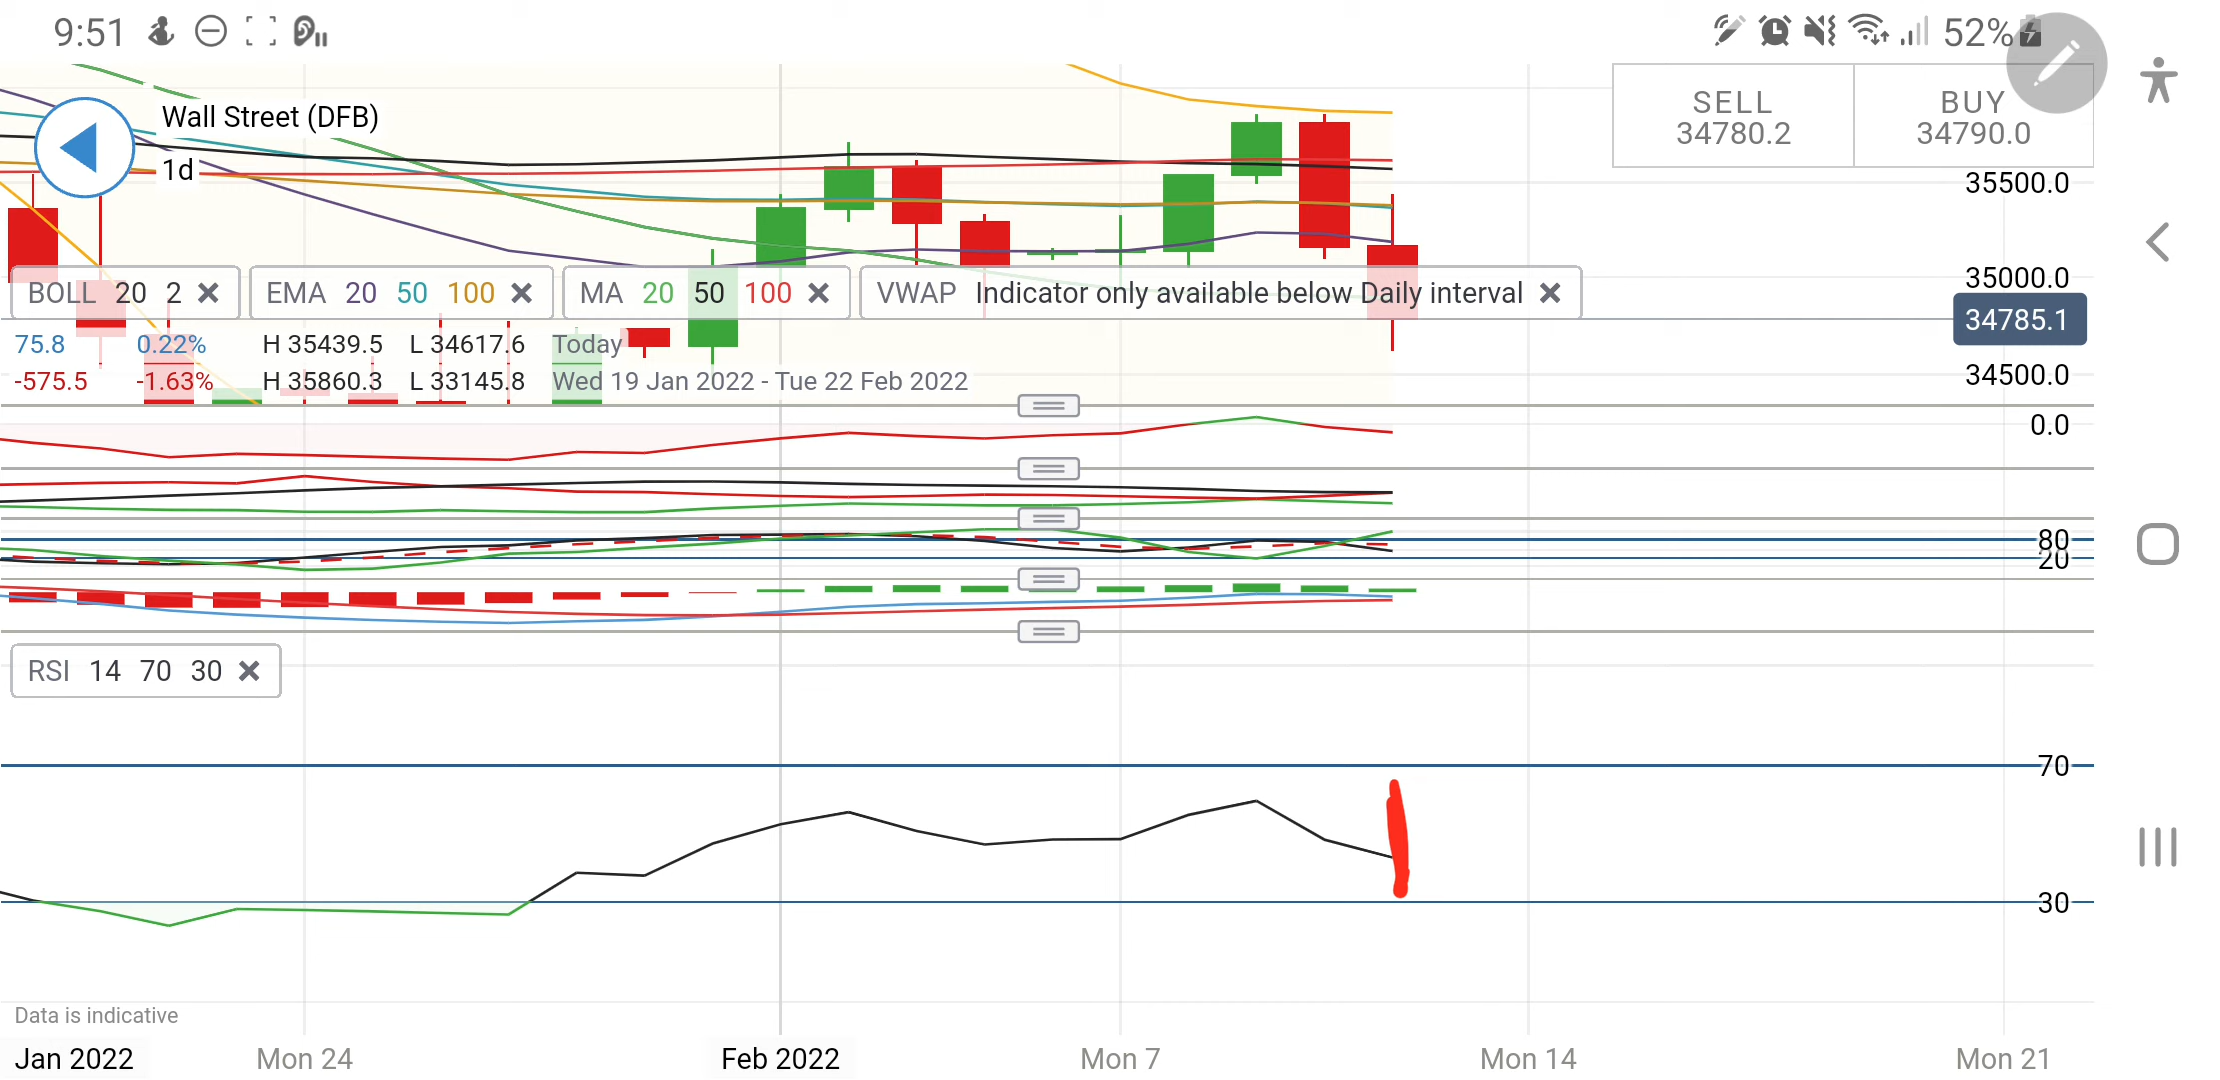 9:51
52%
Wall Street (DFB)
1d
SELL
34780.2
BUY
34790.0
35500.0
35000.0
34785.1
34500.0
BOLL 20 2
EMA 20 50 100
MA 20 50 100
VWAP Indicator only available below Daily interval
75.8 0.22% H 35439.5 L 34617.6 Today
-575.5 -1.63% H 35860.3 L 33145.8 Wed 19 Jan 2022 - Tue 22 Feb 2022
0.0
80
20
RSI 14 70 30
70
30
Data is indicative
Jan 2022 Mon 24 Feb 2022 Mon 7 Mon 14 Mon 21